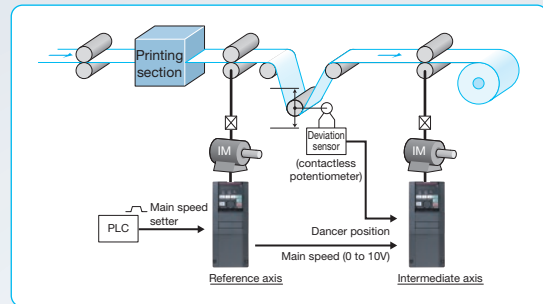 Printing
section
IM
Deviation
sensor
(contactless
potentiometer)
IM
Main speed
setter
PLC
Dancer position
Main speed (0 to 10V)
Reference axis
Intermediate axis